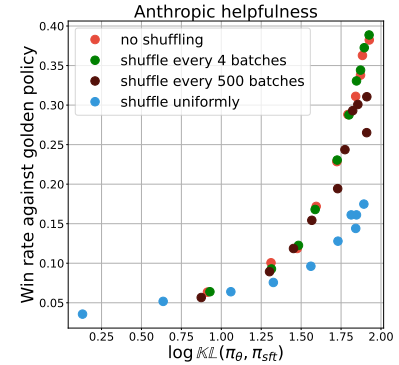 Anthropic helpfulness
0.40
0.35
0.30
0.25
0.20
0.15
0.10
0.05
Win rate against golden policy
no shuffling
shuffle every 4 batches
shuffle every 500 batches
shuffle uniformly
0.25 0.50 0.75 1.00 1.25 1.50 1.75 2.00
log 𝕂𝕃(π_θ, π_sft)